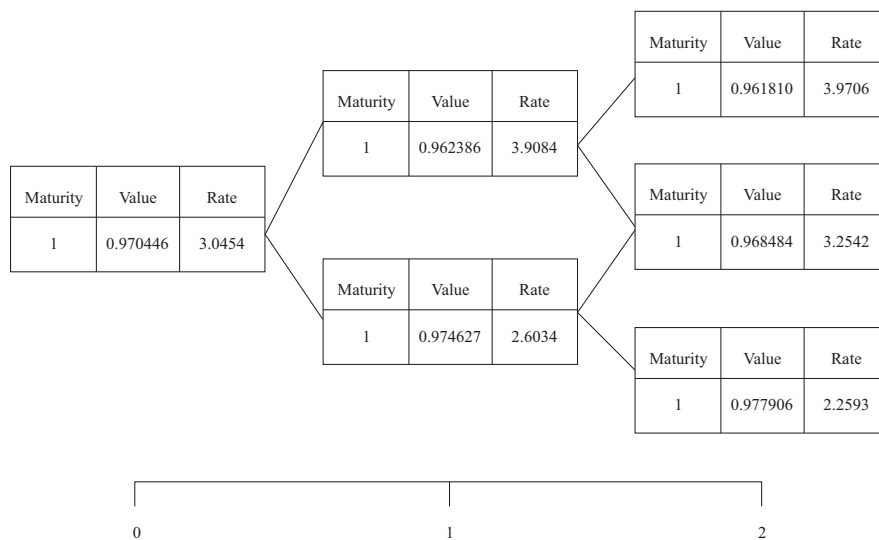 Maturity Value Rate
1 0.961810 3.9706
Maturity Value Rate
1 0.962386 3.9084
Maturity Value Rate
1 0.970446 3.0454
Maturity Value Rate
1 0.968484 3.2542
Maturity Value Rate
1 0.974627 2.6034
Maturity Value Rate
1 0.977906 2.2593
0 1 2